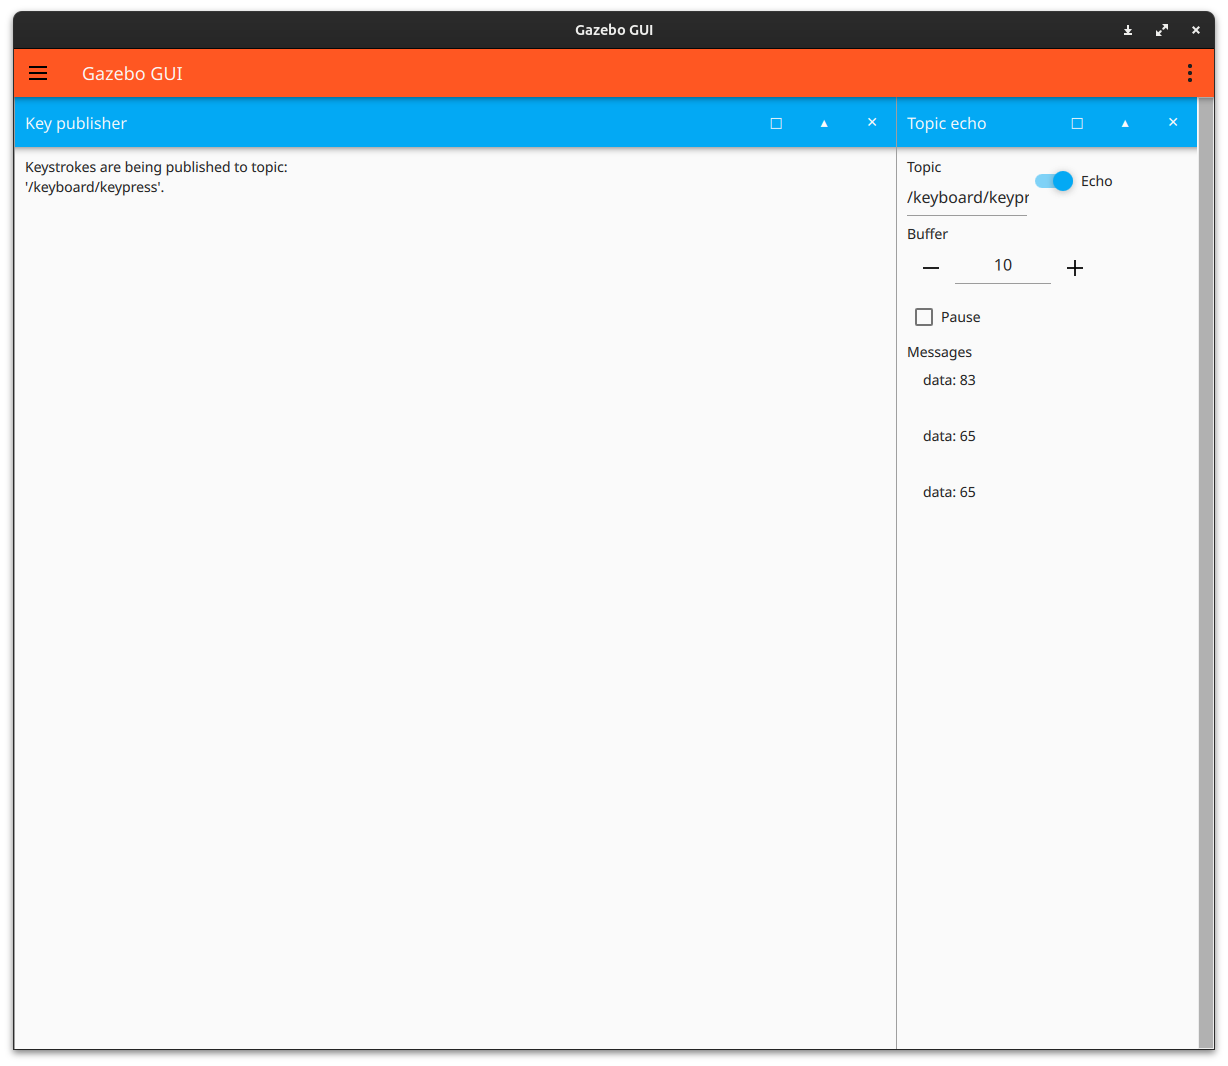 Gazebo GUI
Gazebo GUI
Key publisher
Keystrokes are being published to topic:
'/keyboard/keypress'.
Topic echo
Topic
/keyboard/keypr
Echo
Buffer
10
Pause
Messages
data: 83
data: 65
data: 65